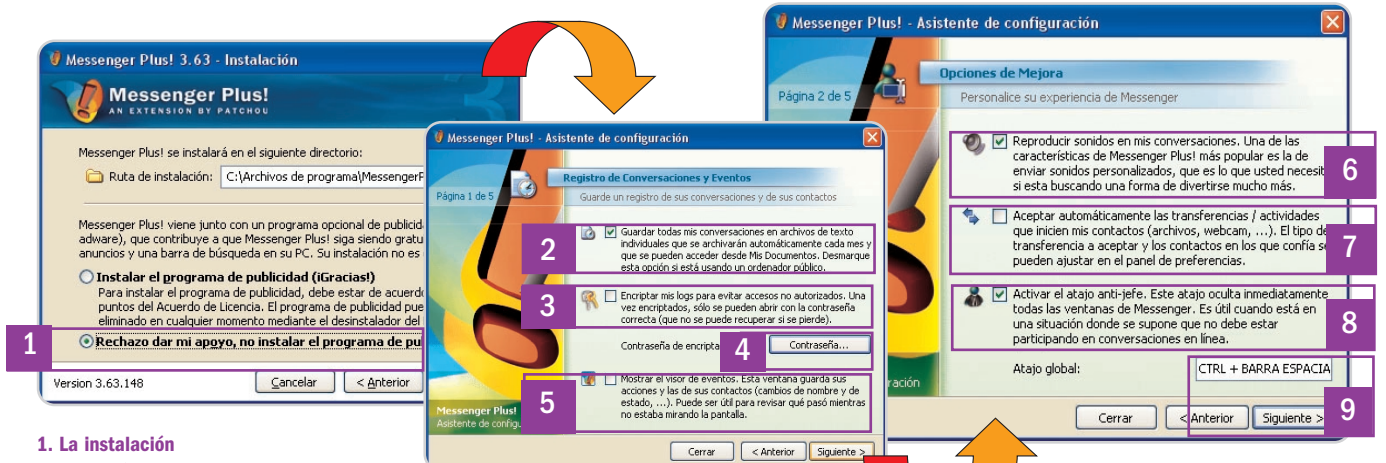 Messenger Plus! 3.63 - Instalación
Messenger Plus!
AN EXTENSION BY PATCHOU
Messenger Plus! se instalará en el siguiente directorio:
Ruta de instalación:
C:\Archivos de programa\MessengerP
Messenger Plus! viene junto con un programa opcional de publicid
adware), que contribuye a que Messenger Plus! siga siendo gratu
anuncios y una barra de búsqueda en su PC. Su instalación no es
Instalar el programa de publicidad (¡Gracias!)
Para instalar el programa de publicidad, debe estar de acuerd
puntos del Acuerdo de Licencia. El programa de publicidad pue
eliminado en cualquier momento mediante el desinstalador del
1
Rechazo dar mi apoyo, no instalar el programa de pu
Version 3.63.148
Cancelar
< Anterior
1. La instalación
Messenger Plus! - Asistente de configuración
Página 1 de 5
Registro de Conversaciones y Eventos
Guarde un registro de sus conversaciones y de sus contactos
2
Guardar todas mis conversaciones en archivos de texto
individuales que se archivarán automáticamente cada mes y
que se pueden acceder desde Mis Documentos. Desmarque
esta opción si está usando un ordenador público.
3
Encriptar mis logs para evitar accesos no autorizados. Una
vez encriptados, sólo se pueden abrir con la contraseña
correcta (que no se puede recuperar si se pierde).
Contraseña de encripta
4
Contraseña...
5
Mostrar el visor de eventos. Esta ventana guarda sus
acciones y las de sus contactos (cambios de nombre y de
estado, ...). Puede ser útil para revisar qué pasó mientras
no estaba mirando la pantalla.
Messenger Plus!
Asistente de configu
Cerrar
< Anterior
Siguiente >
Messenger Plus! - Asistente de configuración
Página 2 de 5
Opciones de Mejora
Personalice su experiencia de Messenger
Reproducir sonidos en mis conversaciones. Una de las
características de Messenger Plus! más popular es la de
enviar sonidos personalizados, que es lo que usted necesit
si esta buscando una forma de divertirse mucho más.
6
Aceptar automáticamente las transferencias / actividades
que inicien mis contactos (archivos, webcam, ...). El tipo de
transferencia a aceptar y los contactos en los que confía se
pueden ajustar en el panel de preferencias.
7
Activar el atajo anti-jefe. Este atajo oculta inmediatamente
todas las ventanas de Messenger. Es útil cuando está en
una situación donde se supone que no debe estar
participando en conversaciones en línea.
8
Atajo global:
CTRL + BARRA ESPACIA
9
ración
Cerrar
< Anterior
Siguiente >